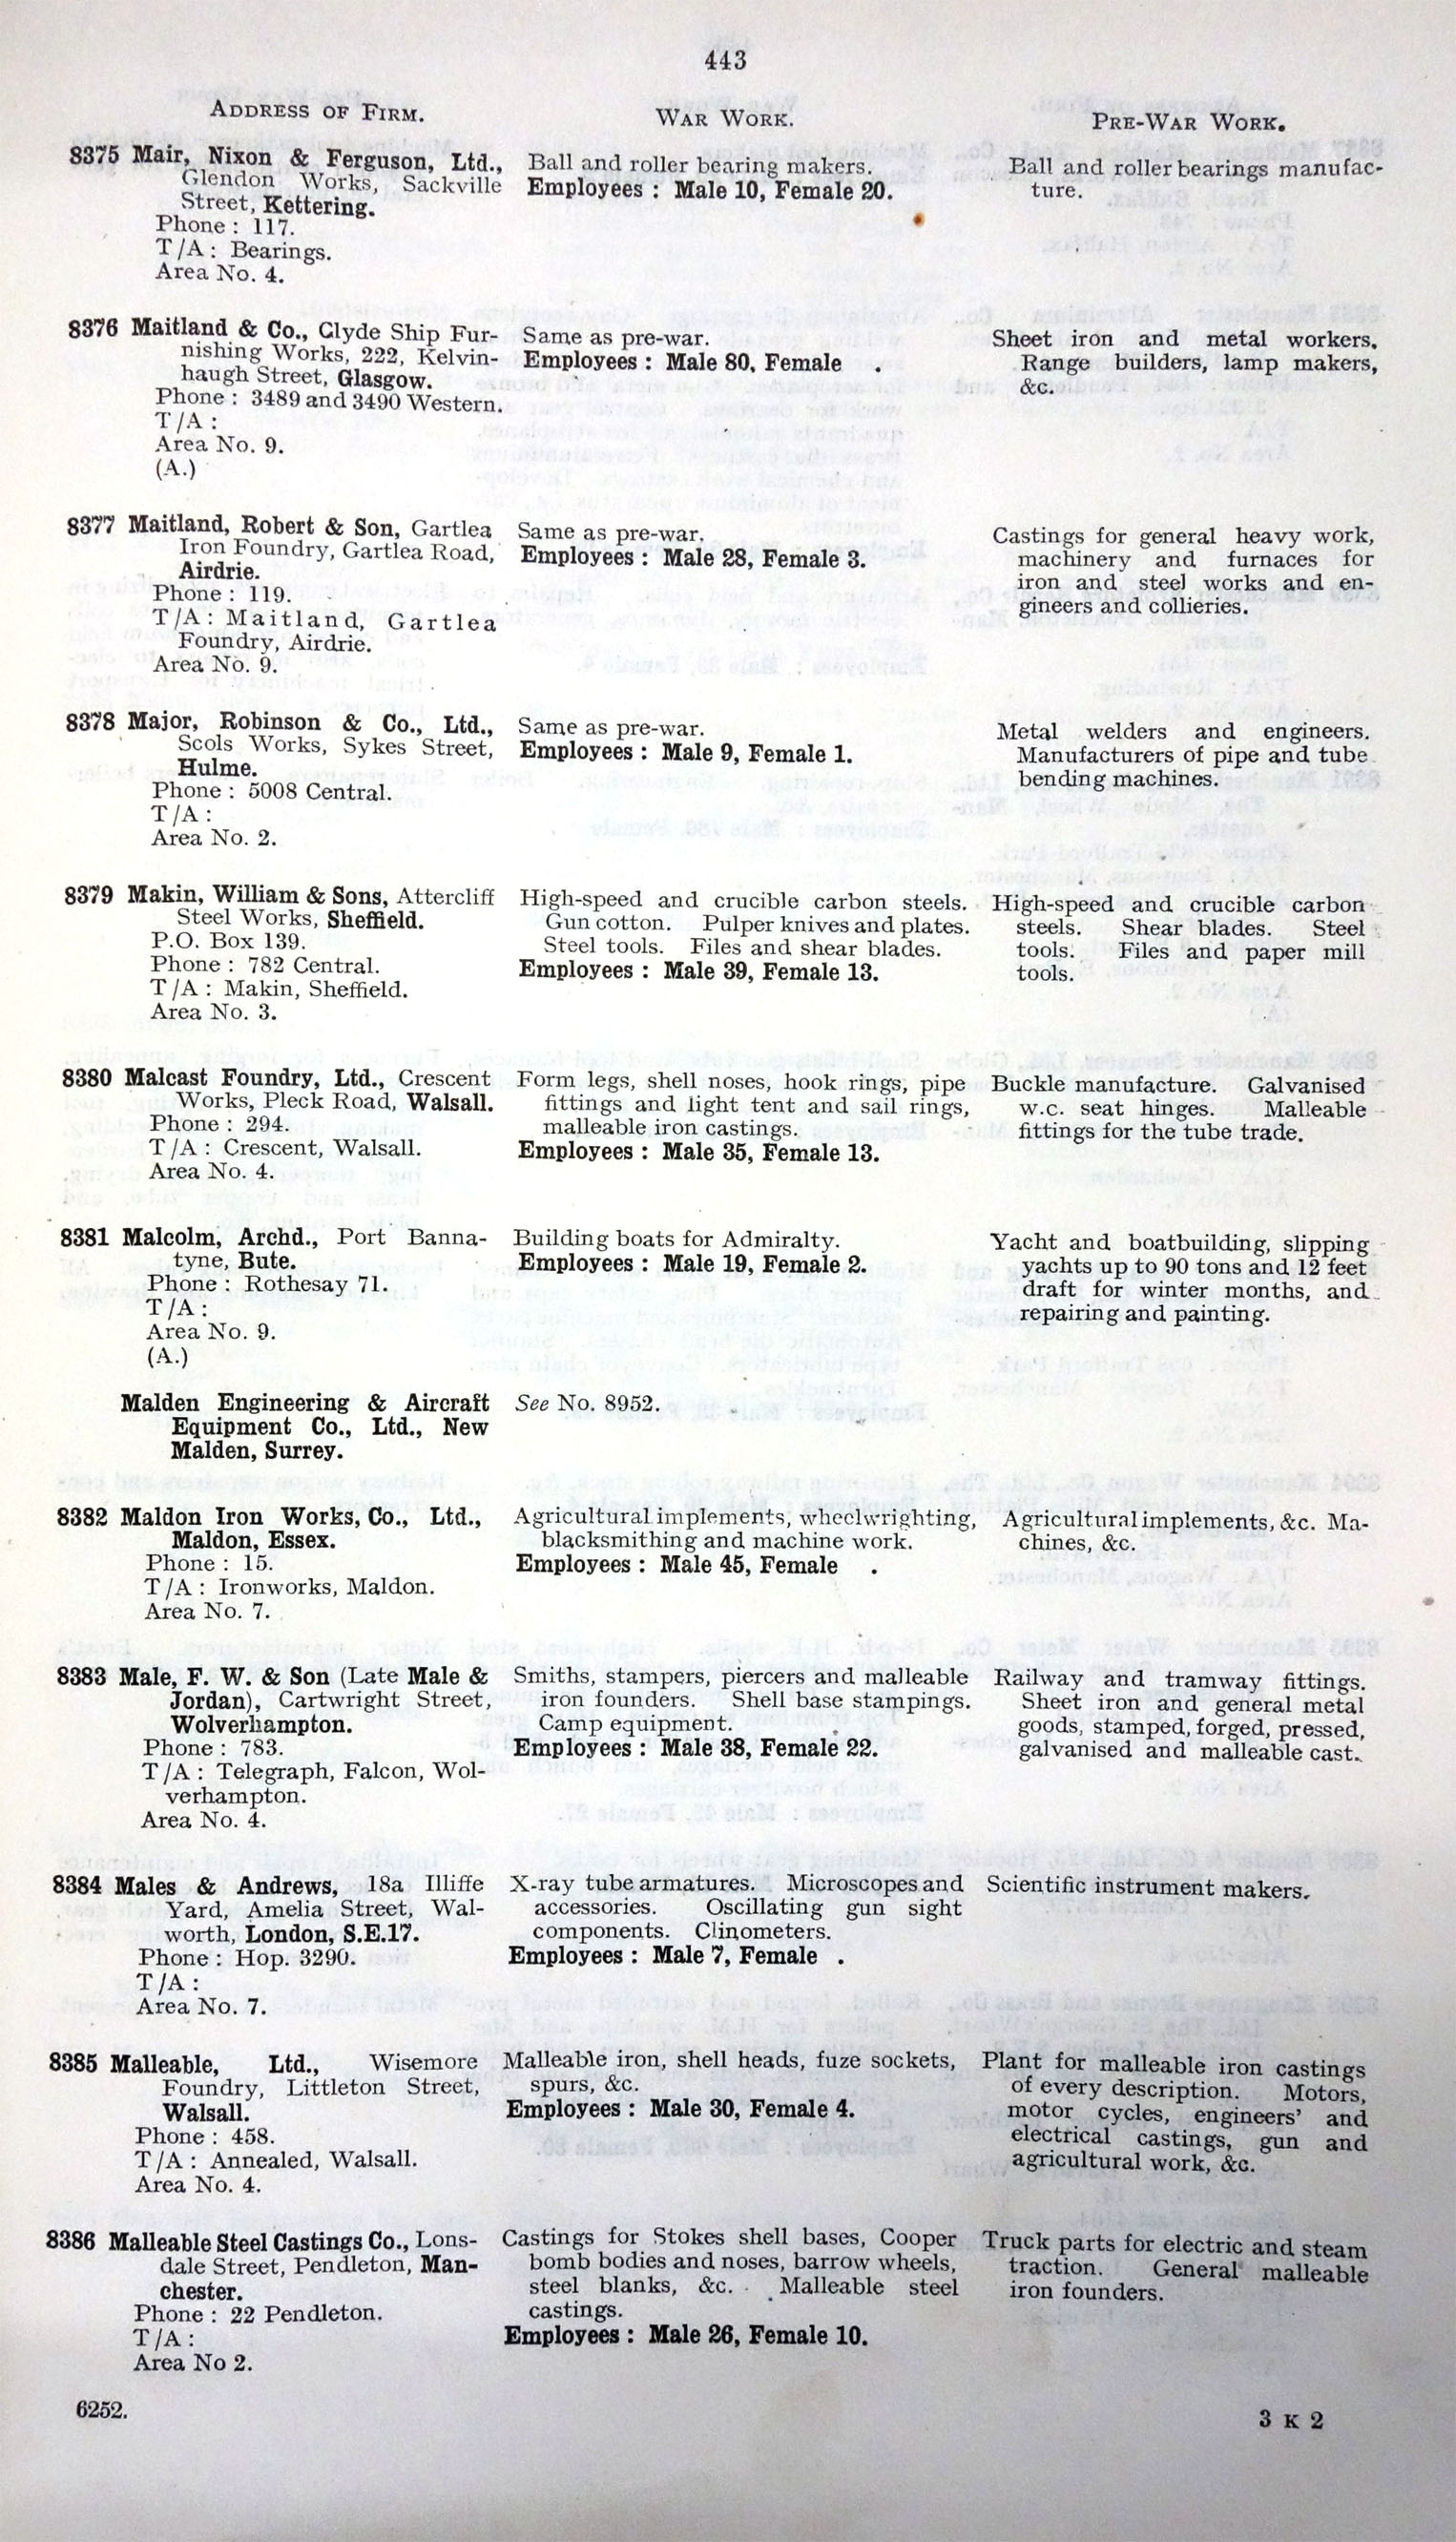 443
ADDRESS OF FIRM.
WAR WORK.
PRE-WAR WORK.
8375 Mair, Nixon & Ferguson, Ltd.,
Glendon Works, Sackville
Street, Kettering.
Phone : 117.
T/A : Bearings.
Area No. 4.
Ball and roller bearing makers.
Employees : Male 10, Female 20.
Ball and roller bearings manufac-
ture.
8376 Maitland & Co., Clyde Ship Fur-
nishing Works, 222, Kelvin-
haugh Street, Glasgow.
Phone : 3489 and 3490 Western.
T/A :
Area No. 9.
(A.)
Same as pre-war.
Employees : Male 80, Female .
Sheet iron and metal workers.
Range builders, lamp makers,
&c.
8377 Maitland, Robert & Son, Gartlea
Iron Foundry, Gartlea Road,
Airdrie.
Phone : 119.
T/A : Maitland, Gartlea
Foundry, Airdrie.
Area No. 9.
Same as pre-war.
Employees : Male 28, Female 3.
Castings for general heavy work,
machinery and furnaces for
iron and steel works and en-
gineers and collieries.
8378 Major, Robinson & Co., Ltd.,
Scols Works, Sykes Street,
Hulme.
Phone : 5008 Central.
T/A :
Area No. 2.
Same as pre-war.
Employees : Male 9, Female 1.
Metal welders and engineers.
Manufacturers of pipe and tube
bending machines.
8379 Makin, William & Sons, Attercliff
Steel Works, Sheffield.
P.O. Box 139.
Phone : 782 Central.
T/A : Makin, Sheffield.
Area No. 3.
High-speed and crucible carbon steels.
Gun cotton. Pulper knives and plates.
Steel tools. Files and shear blades.
Employees : Male 39, Female 13.
High-speed and crucible carbon
steels. Shear blades. Steel
tools. Files and paper mill
tools.
8380 Malcast Foundry, Ltd., Crescent
Works, Pleck Road, Walsall.
Phone : 294.
T/A : Crescent, Walsall.
Area No. 4.
Form legs, shell noses, hook rings, pipe
fittings and light tent and sail rings,
malleable iron castings.
Employees : Male 35, Female 13.
Buckle manufacture. Galvanised
w.c. seat hinges. Malleable
fittings for the tube trade.
8381 Malcolm, Archd., Port Banna-
tyne, Bute.
Phone : Rothesay 71.
T/A :
Area No. 9.
(A.)
Building boats for Admiralty.
Employees : Male 19, Female 2.
Yacht and boatbuilding, slipping
yachts up to 90 tons and 12 feet
draft for winter months, and
repairing and painting.
Malden Engineering & Aircraft
Equipment Co., Ltd., New
Malden, Surrey.
See No. 8952.
8382 Maldon Iron Works, Co., Ltd.,
Maldon, Essex.
Phone : 15.
T/A : Ironworks, Maldon.
Area No. 7.
Agricultural implements, wheelwrighting,
blacksmithing and machine work.
Employees : Male 45, Female .
Agricultural implements, &c. Ma-
chines, &c.
8383 Male, F. W. & Son (Late Male &
Jordan), Cartwright Street,
Wolverhampton.
Phone : 783.
T/A : Telegraph, Falcon, Wol-
verhampton.
Area No. 4.
Smiths, stampers, piercers and malleable
iron founders. Shell base stampings.
Camp equipment.
Employees : Male 38, Female 22.
Railway and tramway fittings.
Sheet iron and general metal
goods, stamped, forged, pressed,
galvanised and malleable cast.
8384 Males & Andrews, 18a Illiffe
Yard, Amelia Street, Wal-
worth, London, S.E.17.
Phone : Hop. 3290.
T/A :
Area No. 7.
X-ray tube armatures. Microscopes and
accessories. Oscillating gun sight
components. Clinometers.
Employees : Male 7, Female .
Scientific instrument makers.
8385 Malleable, Ltd., Wisemore
Foundry, Littleton Street,
Walsall.
Phone : 458.
T/A : Annealed, Walsall.
Area No. 4.
Malleable iron, shell heads, fuze sockets,
spurs, &c.
Employees : Male 30, Female 4.
Plant for malleable iron castings
of every description. Motors,
motor cycles, engineers' and
electrical castings, gun and
agricultural work, &c.
8386 Malleable Steel Castings Co., Lons-
dale Street, Pendleton, Man-
chester.
Phone : 22 Pendleton.
T/A :
Area No 2.
Castings for Stokes shell bases, Cooper
bomb bodies and noses, barrow wheels,
steel blanks, &c. Malleable steel
castings.
Employees : Male 26, Female 10.
Truck parts for electric and steam
traction. General malleable
iron founders.
6252.
3 K 2